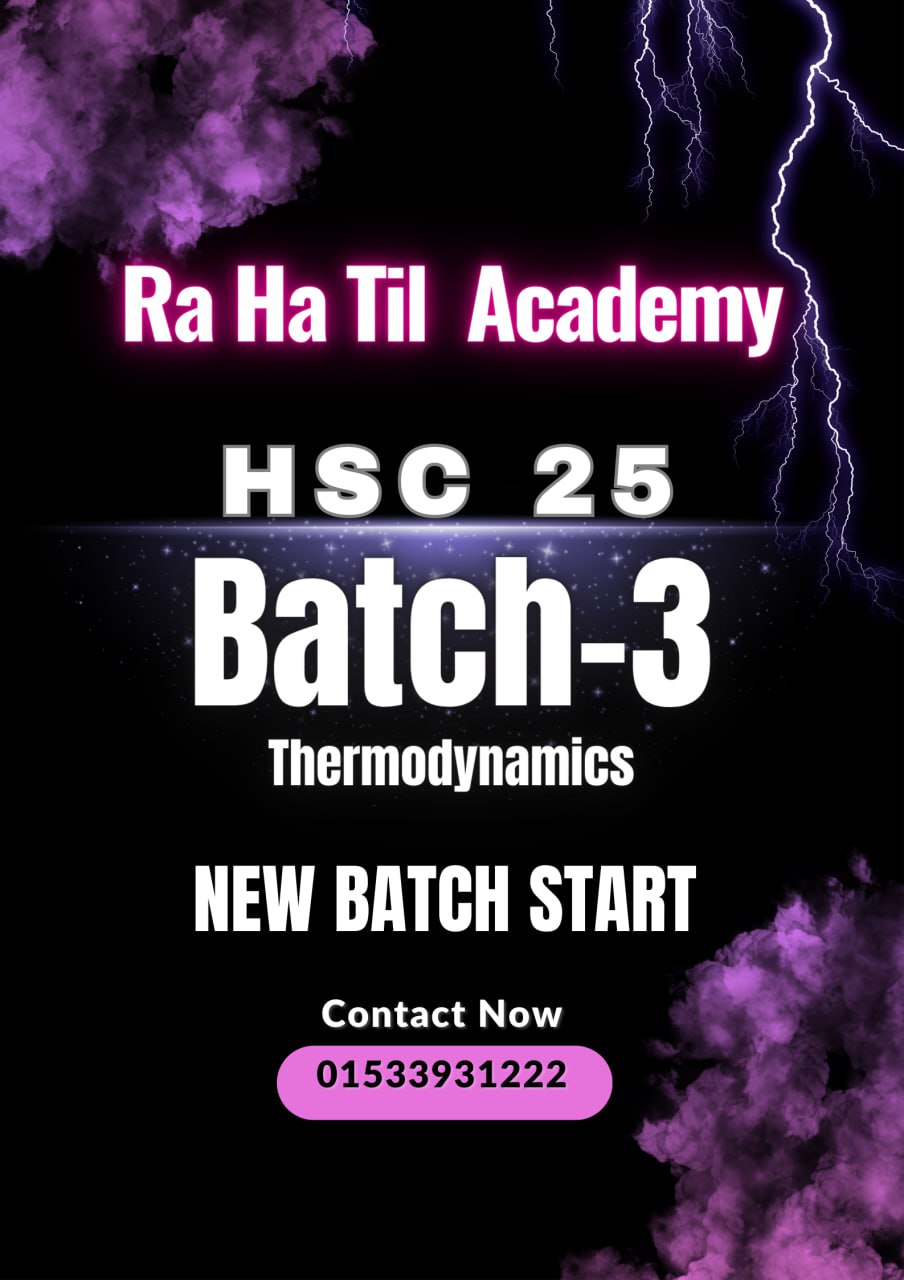 Ra Ha Til Academy
HSC 25
Batch-3
Thermodynamics
NEW BATCH START
Contact Now
01533931222